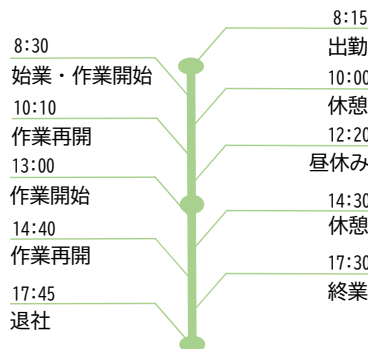 8:15
出勤
8:30
始業・作業開始
10:00
休憩
10:10
作業再開
12:20
昼休み
13:00
作業開始
14:30
休憩
14:40
作業再開
17:30
終業
17:45
退社